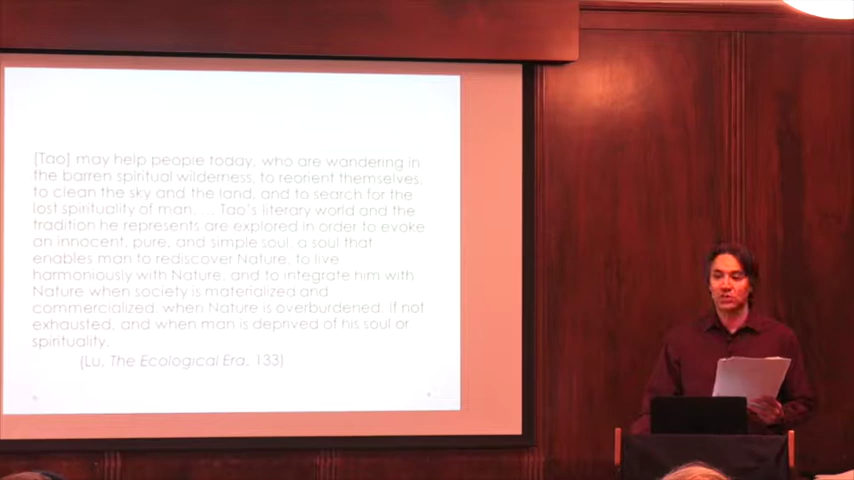 [Tao] may help people today, who are wandering in
the barren spiritual wilderness, to reorient themselves,
to clean the sky and the land, and to search for the
lost spirituality of man. … Tao's literary world and the
tradition he represents are explored in order to evoke
an innocent, pure, and simple soul, a soul that
enables man to rediscover Nature, to live
harmoniously with Nature, and to integrate him with
Nature when society is materialized and
commercialized, when Nature is overburdened, if not
exhausted, and when man is deprived of his soul or
spirituality.
(Lu, The Ecological Era, 133)